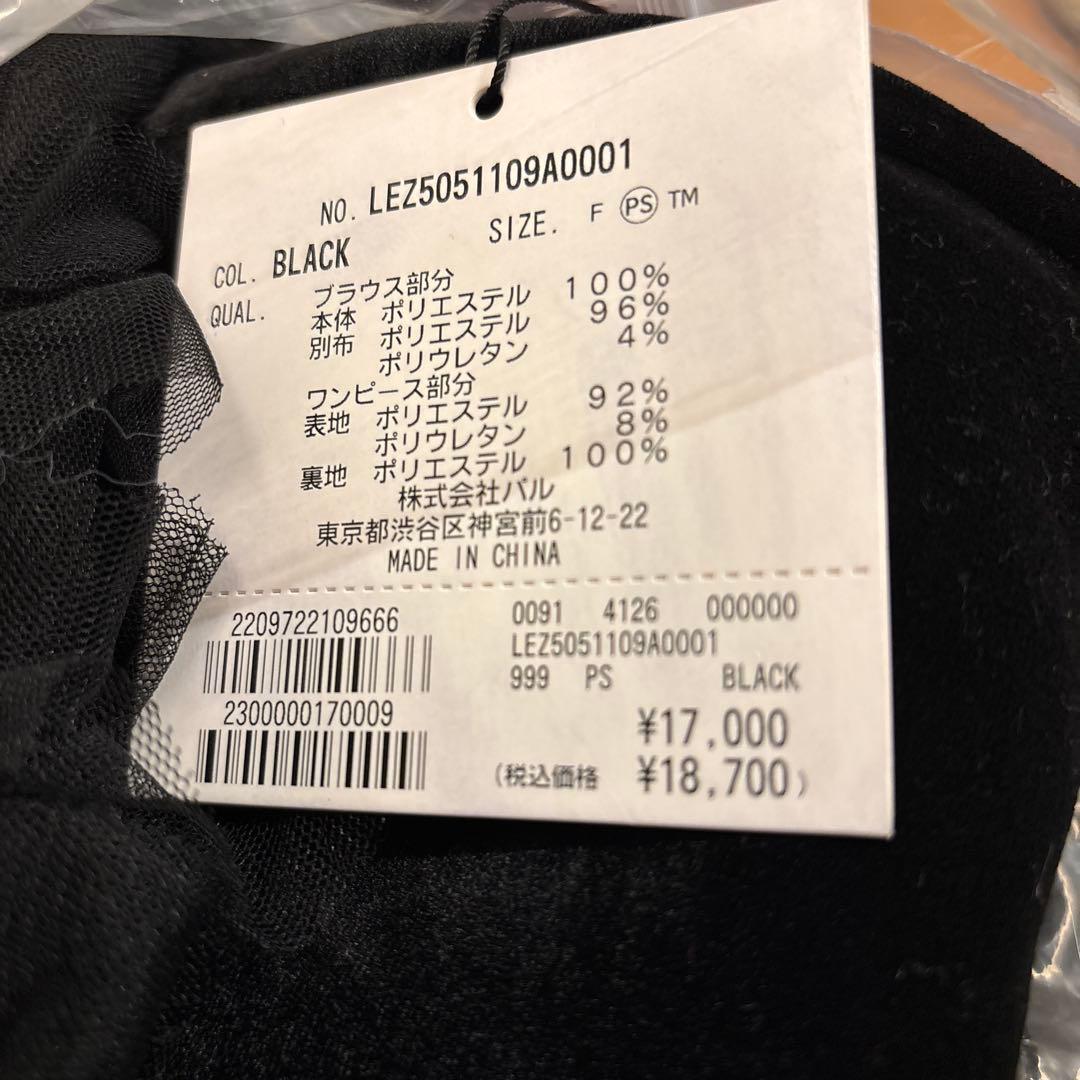 NO. LEZ5051109A0001
COL. BLACK SIZE. F PS TM
QUAL. ブラウス部分
本体 ポリエステル 100%
別布 ポリエステル 96%
ポリウレタン 4%
ワンピース部分
表地 ポリエステル 92%
ポリウレタン 8%
裏地 ポリエステル 100%
株式会社パル
東京都渋谷区神宮前6-12-22
MADE IN CHINA
2209722109666
2300000170009
0091 4126 000000
LEZ5051109A0001
999 PS BLACK
¥17,000
(税込価格 ¥18,700)